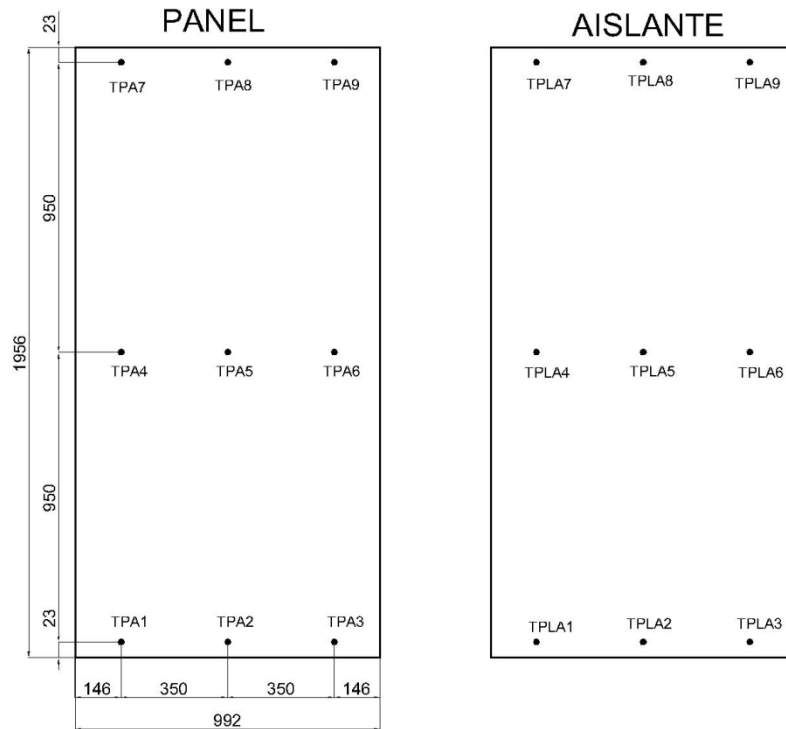 PANEL
AISLANTE
23
TPA7 TPA8 TPA9
TPLA7 TPLA8 TPLA9
950
1956
TPA4 TPA5 TPA6
TPLA4 TPLA5 TPLA6
950
23
TPA1 TPA2 TPA3
TPLA1 TPLA2 TPLA3
146 350 350 146
992